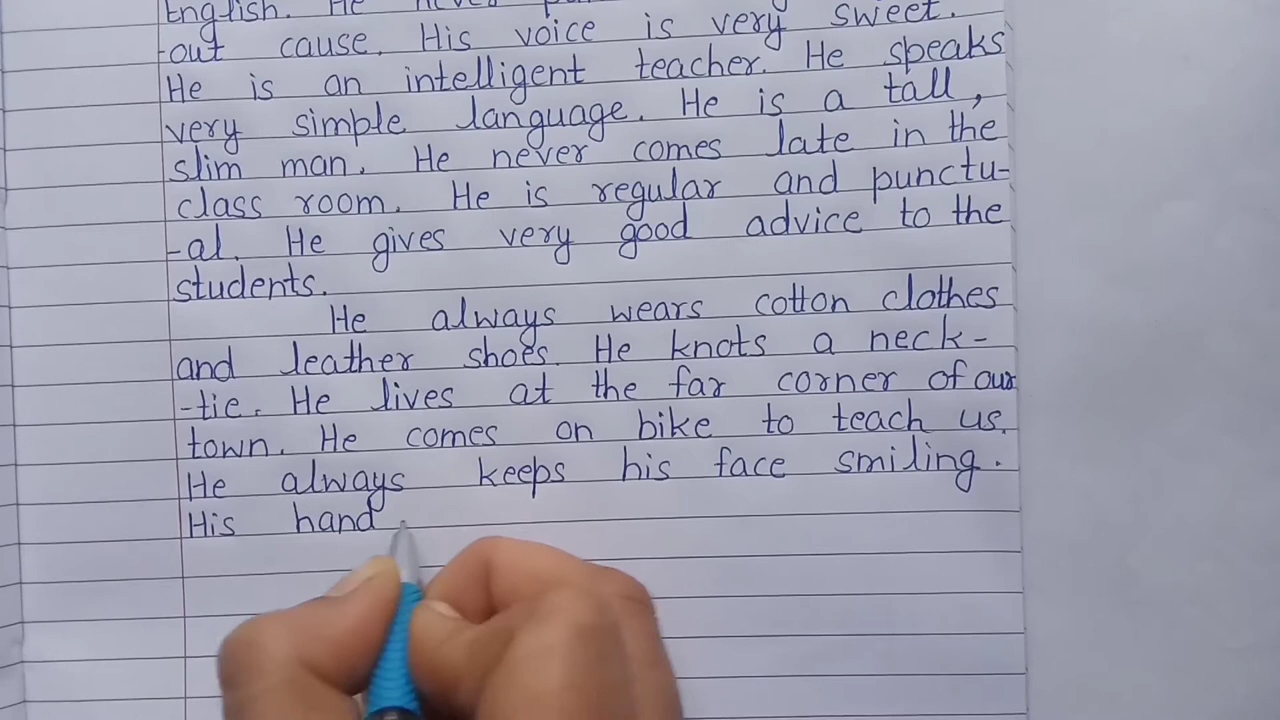 English. He never
-out cause. His voice is very sweet.
He is an intelligent teacher. He speaks
very simple language. He is a tall,
slim man. He never comes late in the
class room. He is regular and punctu-
-al. He gives very good advice to the
students.
He always wears cotton clothes
and leather shoes. He knots a neck-
-tie. He lives at the far corner of our
town. He comes on bike to teach us.
He always keeps his face smiling.
His hand